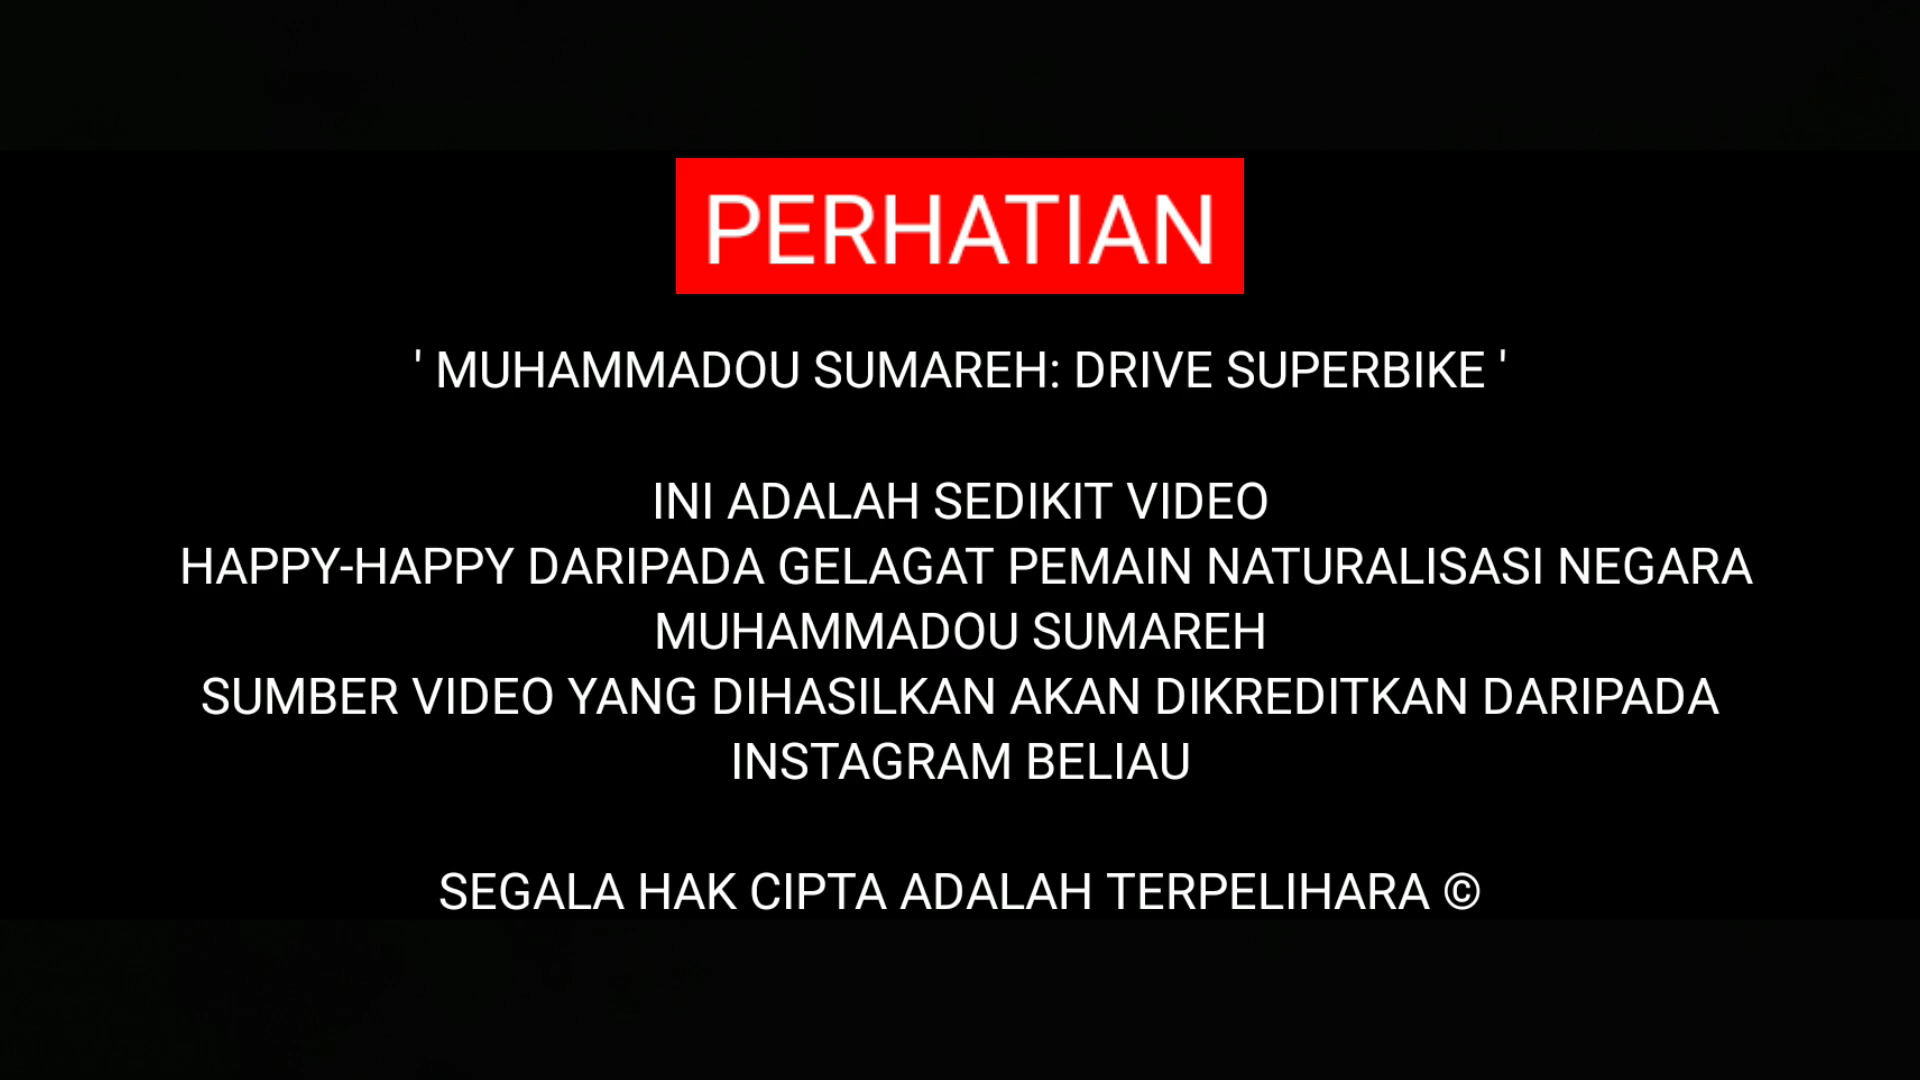 PERHATIAN
' MUHAMMADOU SUMAREH: DRIVE SUPERBIKE '
INI ADALAH SEDIKIT VIDEO
HAPPY-HAPPY DARIPADA GELAGAT PEMAIN NATURALISASI NEGARA
MUHAMMADOU SUMAREH
SUMBER VIDEO YANG DIHASILKAN AKAN DIKREDITKAN DARIPADA
INSTAGRAM BELIAU
SEGALA HAK CIPTA ADALAH TERPELIHARA ©